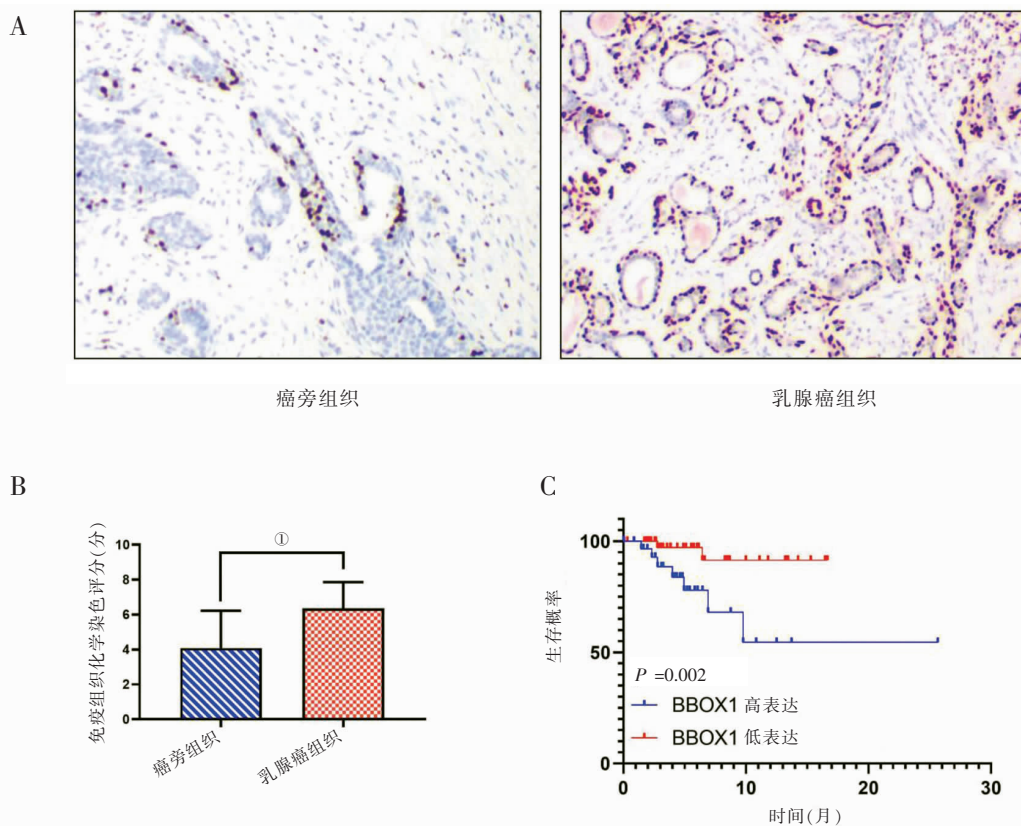 A
癌旁组织
乳腺癌组织
B
免疫组织化学染色评分(分)
10
8
6
4
2
0
①
癌旁组织
乳腺癌组织
C
生存概率
100
50
0
P =0.002
BBOX1 高表达
BBOX1 低表达
0
10
20
30
时间(月)